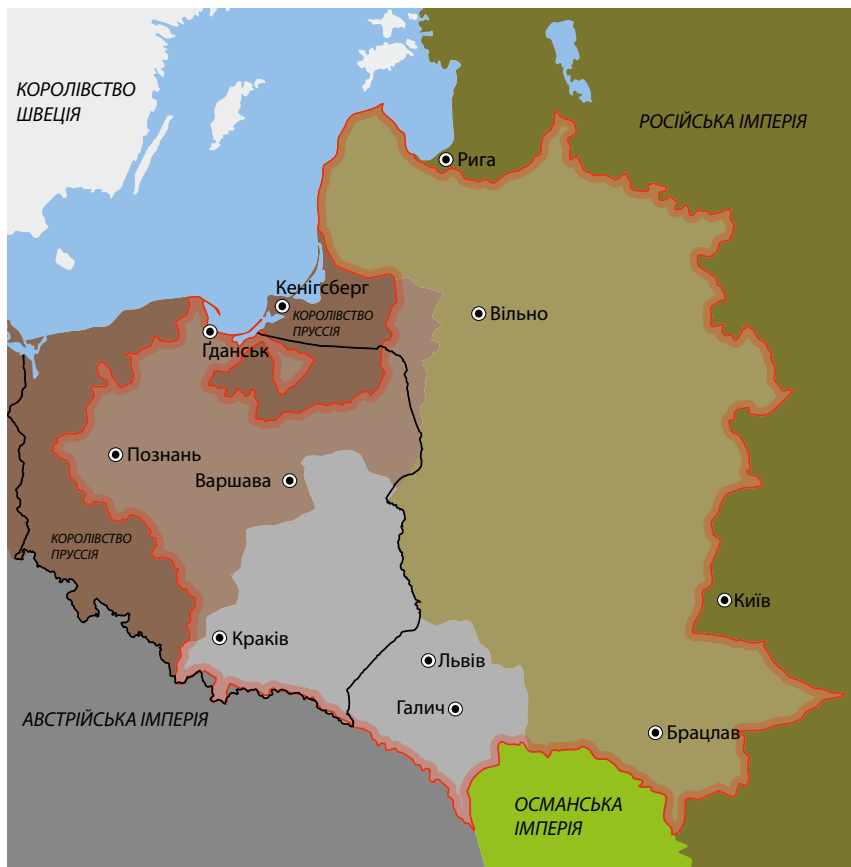 КОРОЛІВСТВО
ШВЕЦІЯ
РОСІЙСЬКА ІМПЕРІЯ
Рига
Кенігсберг
КОРОЛІВСТВО
ПРУССІЯ
Вільно
Ґданськ
Познань
Варшава
КОРОЛІВСТВО
ПРУССІЯ
Київ
Краків
Львів
Галич
АВСТРІЙСЬКА ІМПЕРІЯ
Брацлав
ОСМАНСЬКА
ІМПЕРІЯ